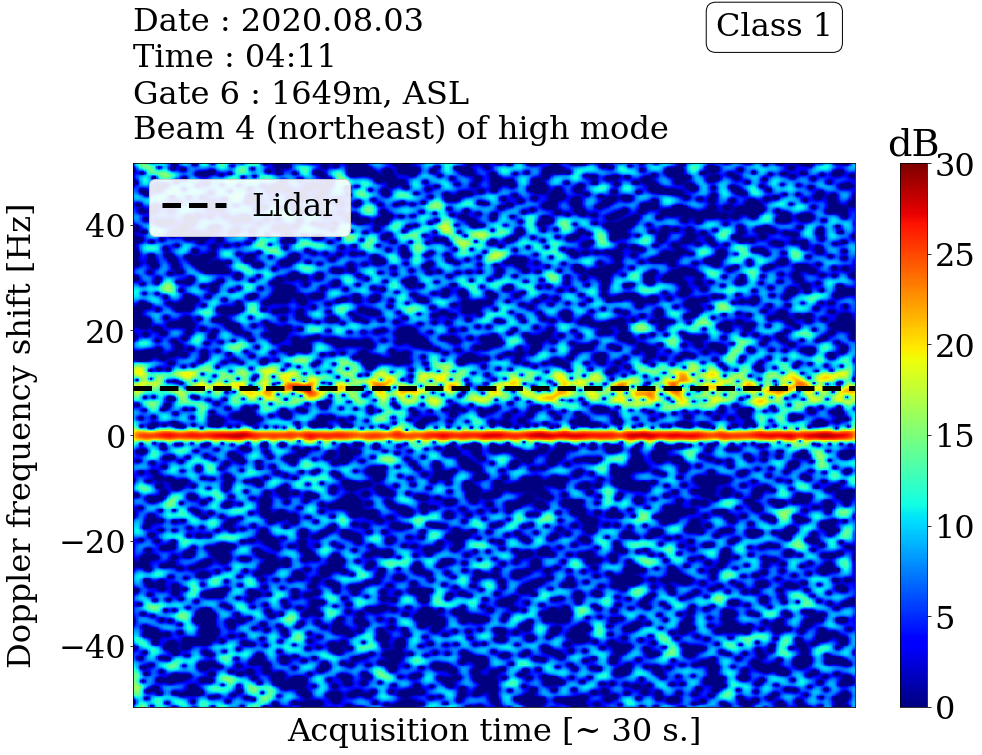 Date : 2020.08.03
Time : 04:11
Gate 6 : 1649m, ASL
Beam 4 (northeast) of high mode
Class 1
dB
Lidar
Doppler frequency shift [Hz]
40
20
0
−20
−40
Acquisition time [~ 30 s.]
30
25
20
15
10
5
0